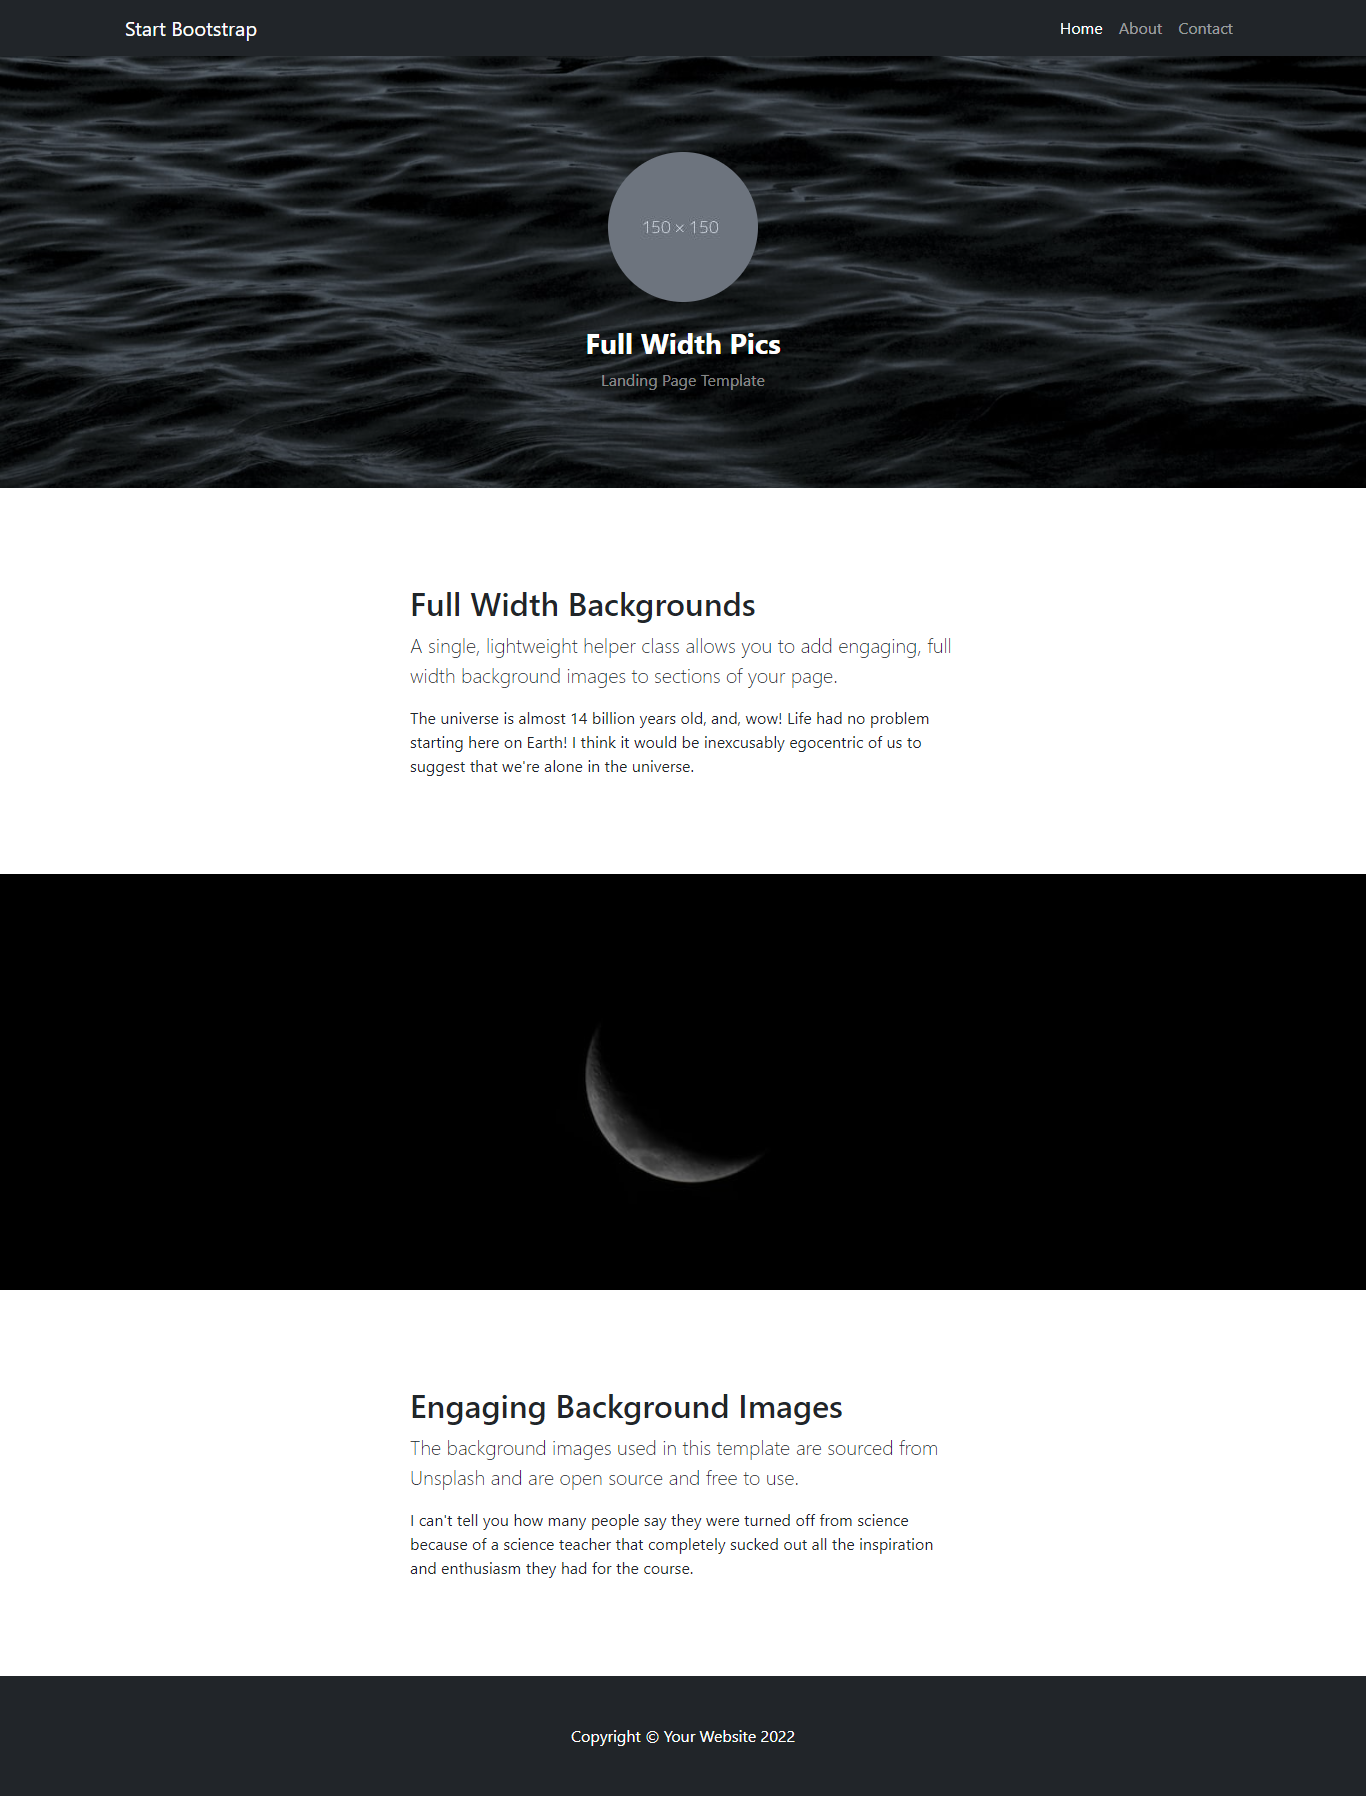 Start Bootstrap
Home About Contact
150 × 150
Full Width Pics
Landing Page Template
Full Width Backgrounds
A single, lightweight helper class allows you to add engaging, full
width background images to sections of your page.
The universe is almost 14 billion years old, and, wow! Life had no problem
starting here on Earth! I think it would be inexcusably egocentric of us to
suggest that we're alone in the universe.
Engaging Background Images
The background images used in this template are sourced from
Unsplash and are open source and free to use.
I can't tell you how many people say they were turned off from science
because of a science teacher that completely sucked out all the inspiration
and enthusiasm they had for the course.
Copyright © Your Website 2022